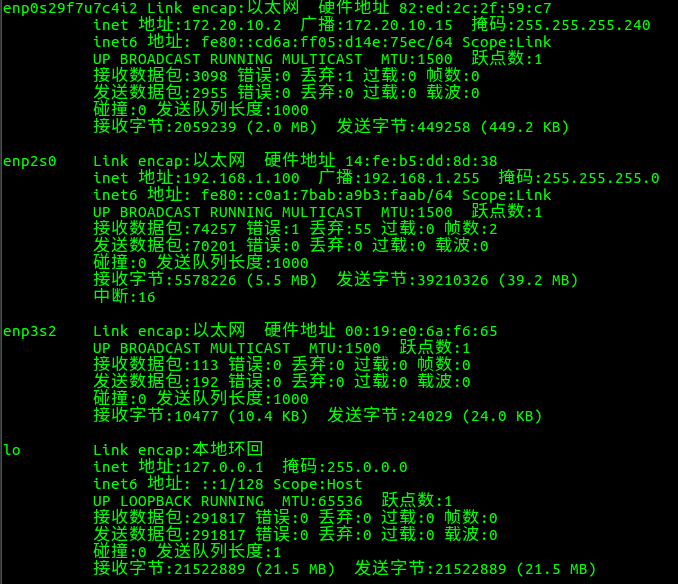 enp0s29f7u7c4i2 Link encap:以太网  硬件地址 82:ed:2c:2f:59:c7
inet 地址:172.20.10.2  广播:172.20.10.15  掩码:255.255.255.240
inet6 地址: fe80::cd6a:ff05:d14e:75ec/64 Scope:Link
UP BROADCAST RUNNING MULTICAST  MTU:1500  跃点数:1
接收数据包:3098 错误:0 丢弃:1 过载:0 帧数:0
发送数据包:2955 错误:0 丢弃:0 过载:0 载波:0
碰撞:0 发送队列长度:1000
接收字节:2059239 (2.0 MB)  发送字节:449258 (449.2 KB)
enp2s0    Link encap:以太网  硬件地址 14:fe:b5:dd:8d:38
inet 地址:192.168.1.100  广播:192.168.1.255  掩码:255.255.255.0
inet6 地址: fe80::c0a1:7bab:a9b3:faab/64 Scope:Link
UP BROADCAST RUNNING MULTICAST  MTU:1500  跃点数:1
接收数据包:74257 错误:1 丢弃:55 过载:0 帧数:2
发送数据包:70201 错误:0 丢弃:0 过载:0 载波:0
碰撞:0 发送队列长度:1000
接收字节:5578226 (5.5 MB)  发送字节:39210326 (39.2 MB)
中断:16
enp3s2    Link encap:以太网  硬件地址 00:19:e0:6a:f6:65
UP BROADCAST MULTICAST  MTU:1500  跃点数:1
接收数据包:113 错误:0 丢弃:0 过载:0 帧数:0
发送数据包:192 错误:0 丢弃:0 过载:0 载波:0
碰撞:0 发送队列长度:1000
接收字节:10477 (10.4 KB)  发送字节:24029 (24.0 KB)
lo        Link encap:本地环回
inet 地址:127.0.0.1  掩码:255.0.0.0
inet6 地址: ::1/128 Scope:Host
UP LOOPBACK RUNNING  MTU:65536  跃点数:1
接收数据包:291817 错误:0 丢弃:0 过载:0 帧数:0
发送数据包:291817 错误:0 丢弃:0 过载:0 载波:0
碰撞:0 发送队列长度:1
接收字节:21522889 (21.5 MB)  发送字节:21522889 (21.5 MB)